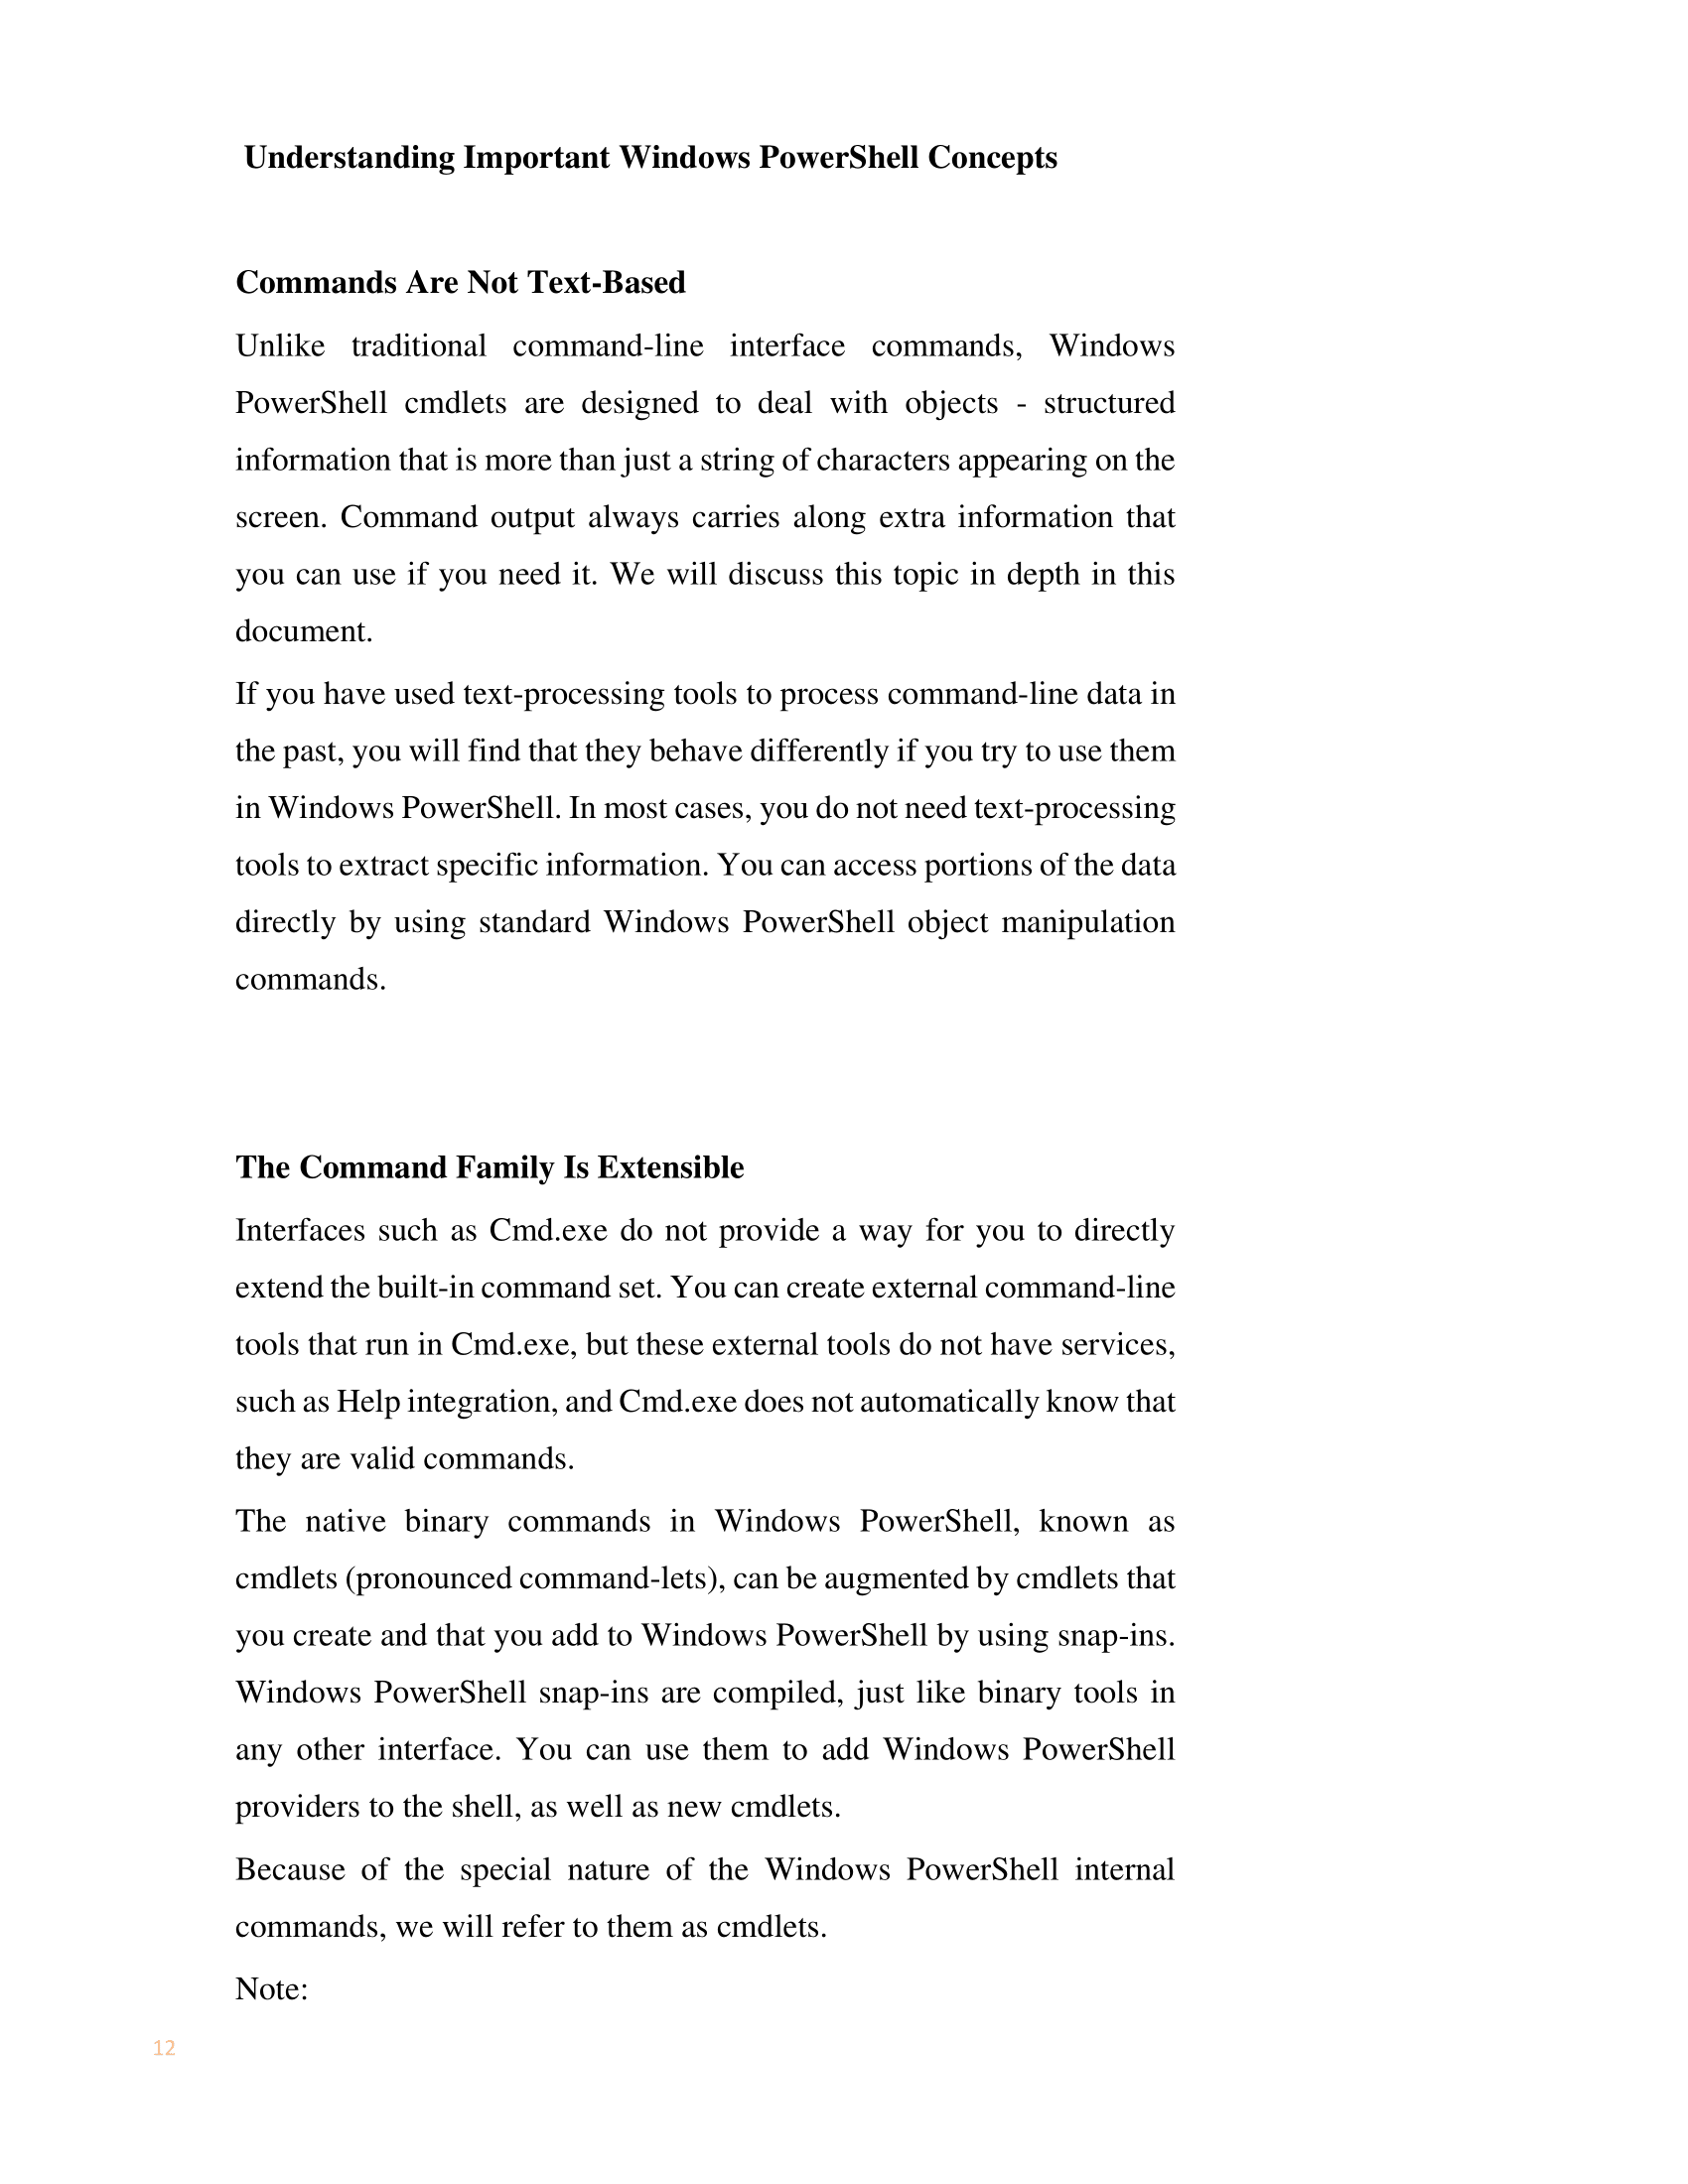 Understanding Important Windows PowerShell Concepts
Commands Are Not Text-Based
Unlike traditional command-line interface commands, Windows
PowerShell cmdlets are designed to deal with objects - structured
information that is more than just a string of characters appearing on the
screen. Command output always carries along extra information that
you can use if you need it. We will discuss this topic in depth in this
document.
If you have used text-processing tools to process command-line data in
the past, you will find that they behave differently if you try to use them
in Windows PowerShell. In most cases, you do not need text-processing
tools to extract specific information. You can access portions of the data
directly by using standard Windows PowerShell object manipulation
commands.
The Command Family Is Extensible
Interfaces such as Cmd.exe do not provide a way for you to directly
extend the built-in command set. You can create external command-line
tools that run in Cmd.exe, but these external tools do not have services,
such as Help integration, and Cmd.exe does not automatically know that
they are valid commands.
The native binary commands in Windows PowerShell, known as
cmdlets (pronounced command-lets), can be augmented by cmdlets that
you create and that you add to Windows PowerShell by using snap-ins.
Windows PowerShell snap-ins are compiled, just like binary tools in
any other interface. You can use them to add Windows PowerShell
providers to the shell, as well as new cmdlets.
Because of the special nature of the Windows PowerShell internal
commands, we will refer to them as cmdlets.
Note:
12